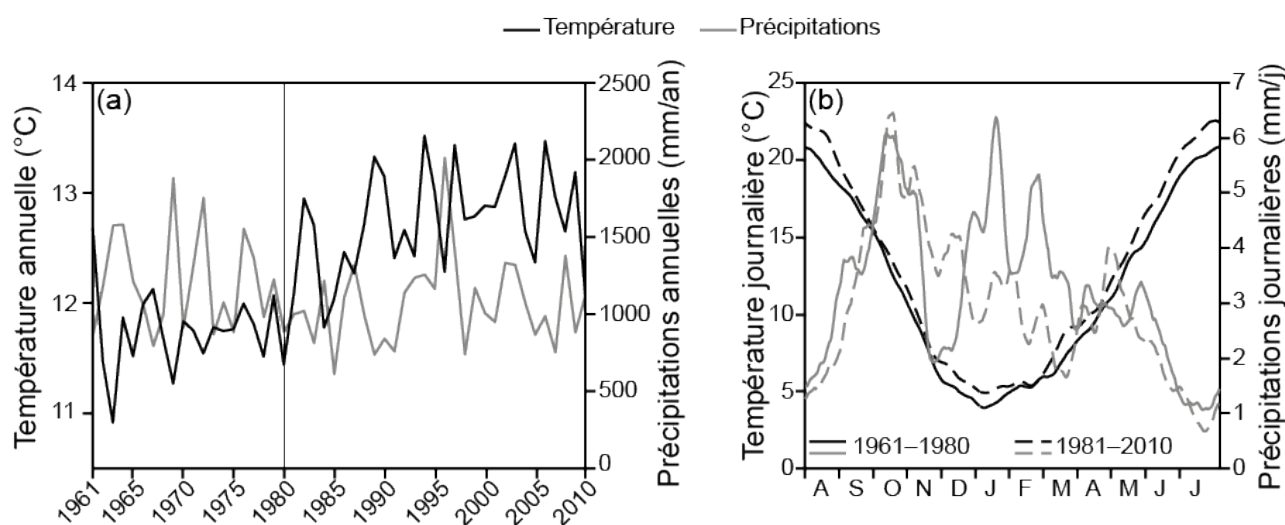 Température Précipitations
(a)
Température annuelle (°C)
14
13
12
11
Précipitations annuelles (mm/an)
2500
2000
1500
1000
500
0
1961 1965 1970 1975 1980 1985 1990 1995 2000 2005 2010
(b)
Température journalière (°C)
25
20
15
10
5
0
Précipitations journalières (mm/j)
7
6
5
4
3
2
1
0
1961–1980 1981–2010
A S O N D J F M A M J J